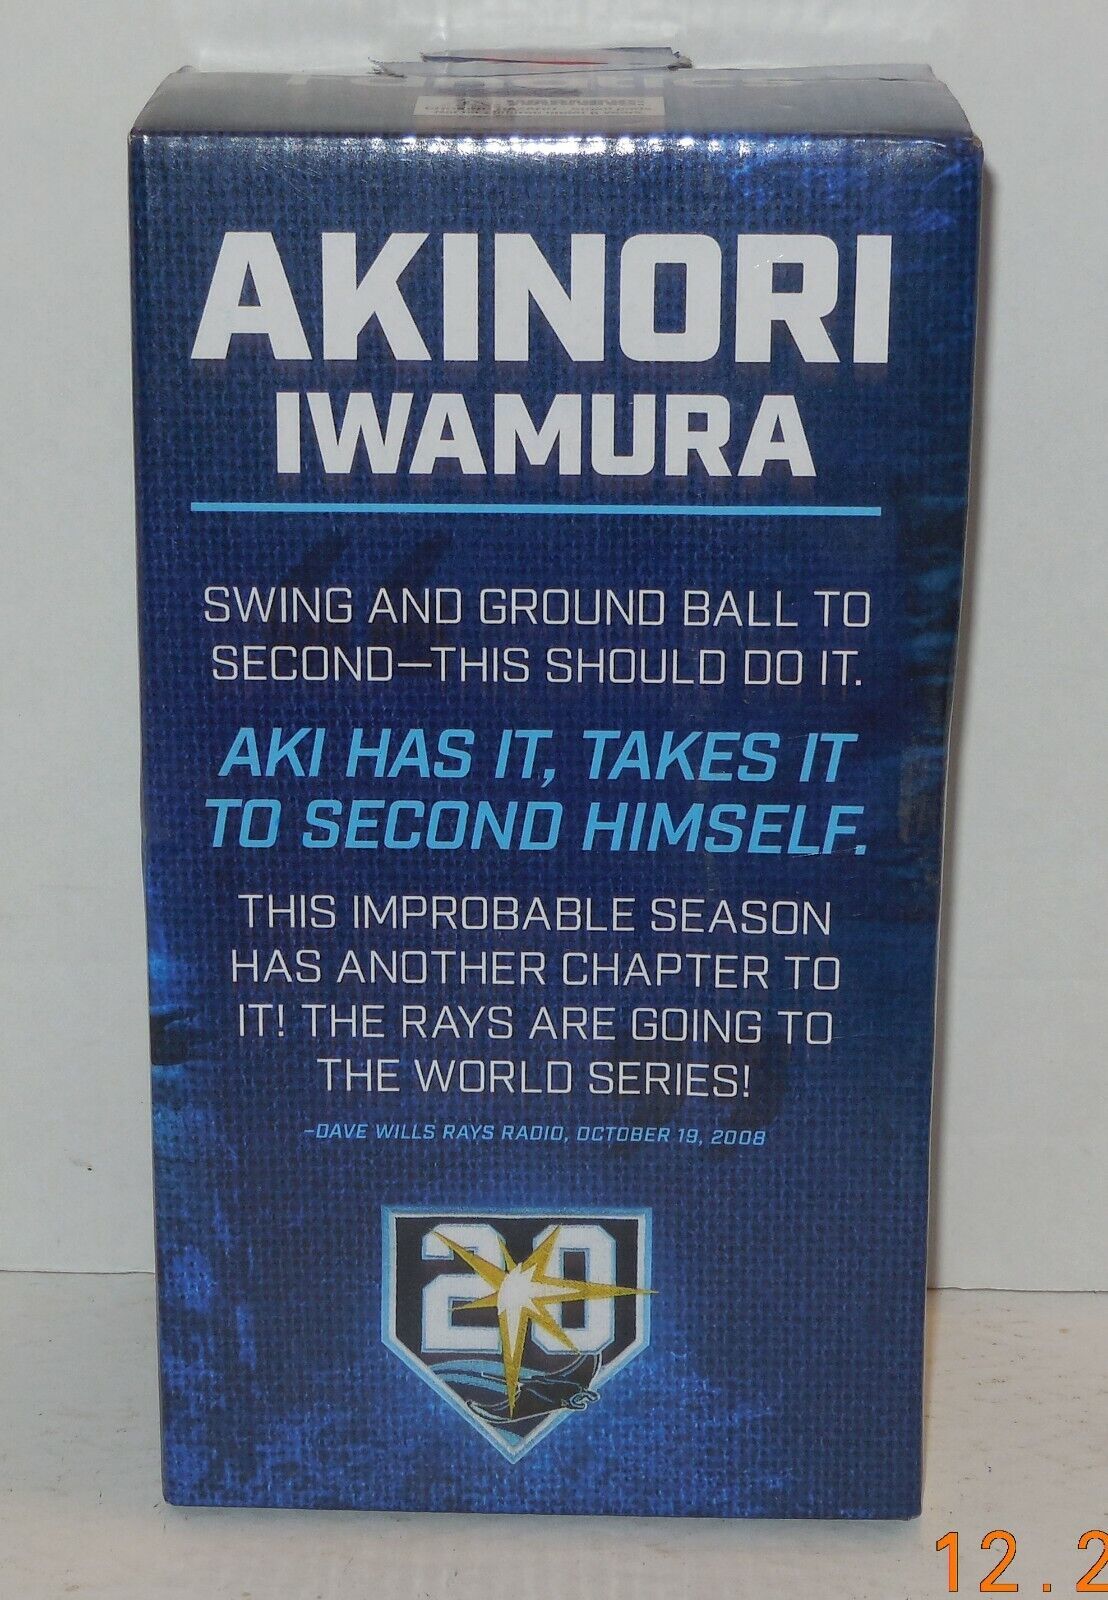 WARNING:
AKINORI
IWAMURA
SWING AND GROUND BALL TO
SECOND—THIS SHOULD DO IT.
AKI HAS IT, TAKES IT
TO SECOND HIMSELF.
THIS IMPROBABLE SEASON
HAS ANOTHER CHAPTER TO
IT! THE RAYS ARE GOING TO
THE WORLD SERIES!
–DAVE WILLS RAYS RADIO, OCTOBER 19, 2008
20
12.2